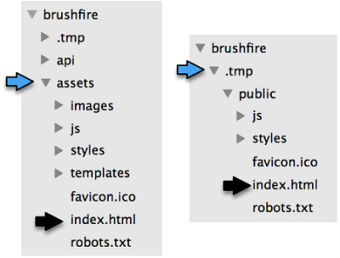 brushfire
.tmp
api
assets
images
js
styles
templates
favicon.ico
index.html
robots.txt
brushfire
.tmp
public
js
styles
favicon.ico
index.html
robots.txt